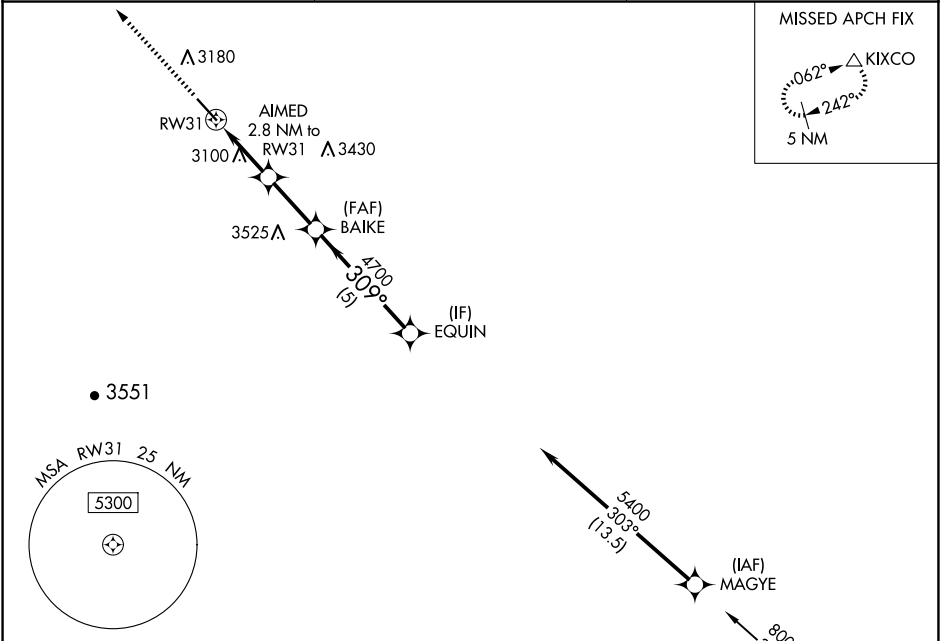 MISSED APCH FIX
KIXCO
062°
242°
5 NM
3180
RW31
AIMED
2.8 NM to
RW31
3100
3430
(FAF)
BAIKE
3525
4700
309°
(5)
(IF)
EQUIN
3551
MSA RW31 25 NM
5300
5400
303°
(13.5)
(IAF)
MAGYE